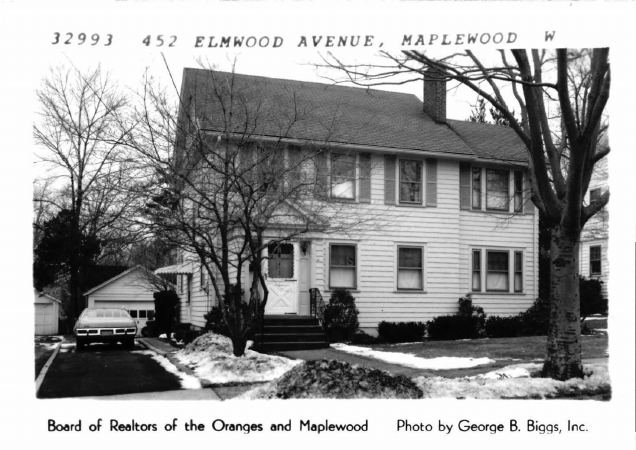 32993 452 ELMWOOD AVENUE, MAPLEWOOD W
Board of Realtors of the Oranges and Maplewood Photo by George B. Biggs, Inc.